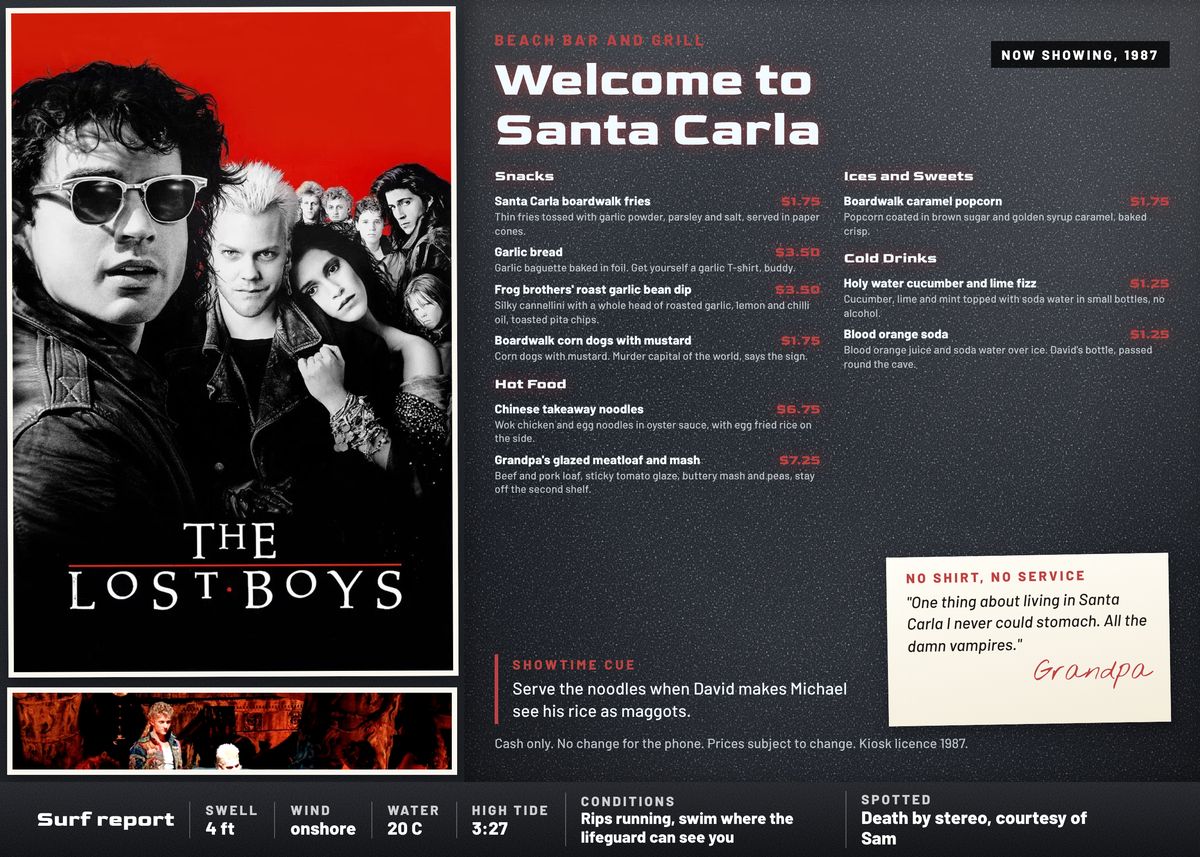 THE
LOST·BOYS
BEACH BAR AND GRILL
NOW SHOWING, 1987
Welcome to
Santa Carla
Snacks
Santa Carla boardwalk fries $1.75
Thin fries tossed with garlic powder, parsley and salt, served in paper
cones.
Garlic bread $3.50
Garlic baguette baked in foil. Get yourself a garlic T-shirt, buddy.
Frog brothers' roast garlic bean dip $3.50
Silky cannellini with a whole head of roasted garlic, lemon and chilli
oil, toasted pita chips.
Boardwalk corn dogs with mustard $1.75
Corn dogs with mustard. Murder capital of the world, says the sign.
Hot Food
Chinese takeaway noodles $6.75
Wok chicken and egg noodles in oyster sauce, with egg fried rice on
the side.
Grandpa's glazed meatloaf and mash $7.25
Beef and pork loaf, sticky tomato glaze, buttery mash and peas, stay
off the second shelf.
Ices and Sweets
Boardwalk caramel popcorn $1.75
Popcorn coated in brown sugar and golden syrup caramel, baked
crisp.
Cold Drinks
Holy water cucumber and lime fizz $1.25
Cucumber, lime and mint topped with soda water in small bottles, no
alcohol.
Blood orange soda $1.25
Blood orange juice and soda water over ice. David's bottle, passed
round the cave.
NO SHIRT, NO SERVICE
"One thing about living in Santa
Carla I never could stomach. All the
damn vampires."
Grandpa
SHOWTIME CUE
Serve the noodles when David makes Michael
see his rice as maggots.
Cash only. No change for the phone. Prices subject to change. Kiosk licence 1987.
Surf report
SWELL
4 ft
WIND
onshore
WATER
20 C
HIGH TIDE
3:27
CONDITIONS
Rips running, swim where the
lifeguard can see you
SPOTTED
Death by stereo, courtesy of
Sam